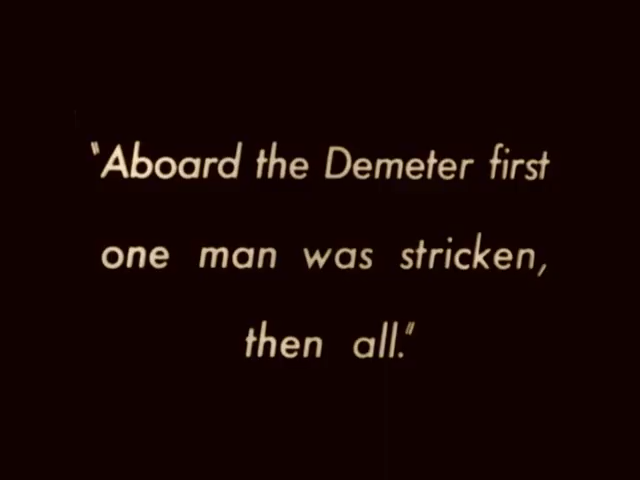 "Aboard the Demeter first
one man was stricken,
then all."